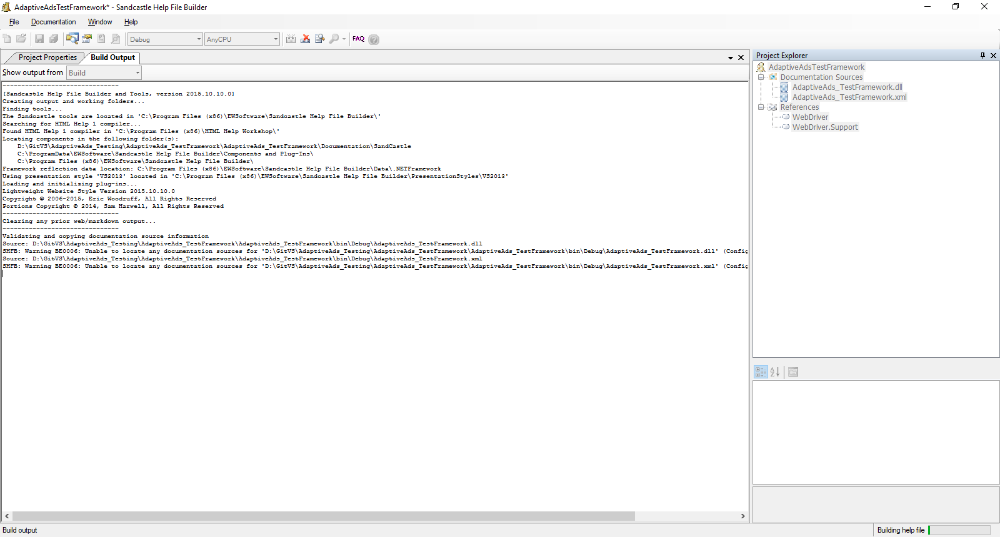 AdaptiveAdsTestFramework* - Sandcastle Help File Builder
File Documentation Window Help
Debug AnyCPU FAQ
Project Properties Build Output
Show output from Build
-------------------------------
[Sandcastle Help File Builder and Tools, version 2015.10.10.0]
Creating output and working folders...
Finding tools...
The Sandcastle tools are located in 'C:\Program Files (x86)\EWSoftware\Sandcastle Help File Builder\'
Searching for HTML Help 1 compiler...
Found HTML Help 1 compiler in 'C:\Program Files (x86)\HTML Help Workshop\'
Locating components in the following folder(s):
    D:\GitVS\AdaptiveAds_Testing\AdaptiveAds_TestFramework\AdaptiveAds_TestFramework\Documentation\SandCastle
    C:\ProgramData\EWSoftware\Sandcastle Help File Builder\Components and Plug-Ins\
    C:\Program Files (x86)\EWSoftware\Sandcastle Help File Builder\
Framework reflection data location: C:\Program Files (x86)\EWSoftware\Sandcastle Help File Builder\Data\.NETFramework
Using presentation style 'VS2013' located in 'C:\Program Files (x86)\EWSoftware\Sandcastle Help File Builder\PresentationStyles\VS2013'
Loading and initializing plug-ins...
Lightweight Website Style Version 2015.10.10.0
Copyright © 2006-2015, Eric Woodruff, All Rights Reserved
Portions Copyright © 2014, Sam Harwell, All Rights Reserved
-------------------------------
Clearing any prior web/markdown output...
-------------------------------
Validating and copying documentation source information
Source: D:\GitVS\AdaptiveAds_Testing\AdaptiveAds_TestFramework\AdaptiveAds_TestFramework\bin\Debug\AdaptiveAds_TestFramework.dll
SHFB: Warning BE0006: Unable to locate any documentation sources for 'D:\GitVS\AdaptiveAds_Testing\AdaptiveAds_TestFramework\AdaptiveAds_TestFramework\bin\Debug\AdaptiveAds_TestFramework.dll' (Config
Source: D:\GitVS\AdaptiveAds_Testing\AdaptiveAds_TestFramework\AdaptiveAds_TestFramework\bin\Debug\AdaptiveAds_TestFramework.xml
SHFB: Warning BE0006: Unable to locate any documentation sources for 'D:\GitVS\AdaptiveAds_Testing\AdaptiveAds_TestFramework\AdaptiveAds_TestFramework\bin\Debug\AdaptiveAds_TestFramework.xml' (Config
Project Explorer
AdaptiveAdsTestFramework
Documentation Sources
AdaptiveAds_TestFramework.dll
AdaptiveAds_TestFramework.xml
References
WebDriver
WebDriver.Support
Build output
Building help file